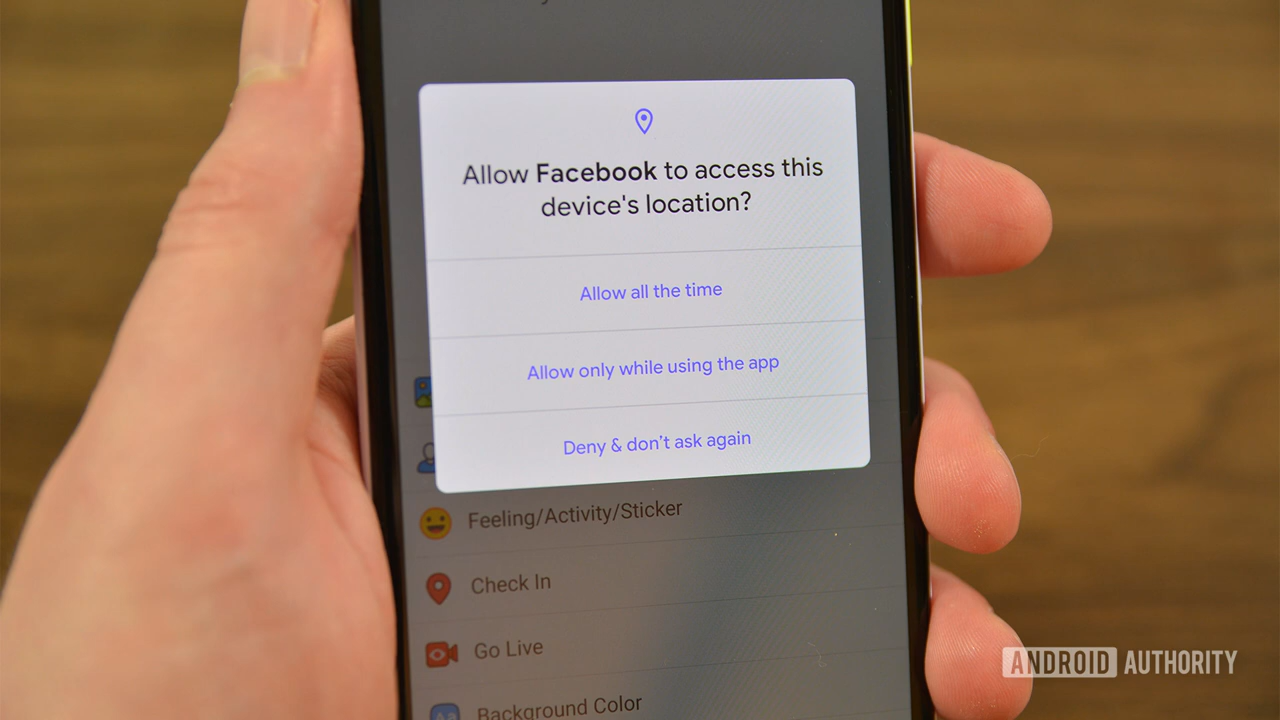 Allow Facebook to access this
device's location?
Allow all the time
Allow only while using the app
Deny & don't ask again
Feeling/Activity/Sticker
Check In
Go Live
Background Color
ANDROID AUTHORITY